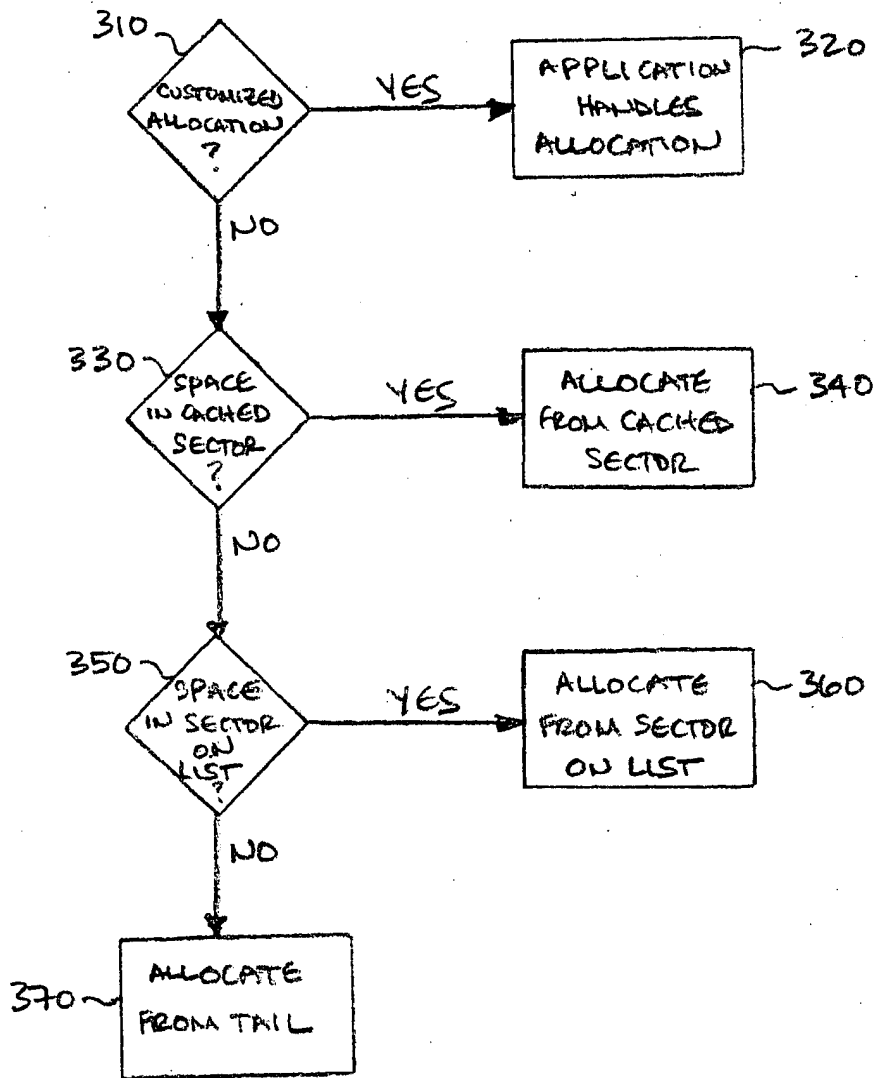 310
CUSTOMIZED
ALLOCATION
?
YES
APPLICATION
HANDLES
ALLOCATION
320
NO
330
SPACE
IN CACHED
SECTOR
?
YES
ALLOCATE
FROM CACHED
SECTOR
340
NO
350
SPACE
IN SECTOR
ON
LIST
?
YES
ALLOCATE
FROM SECTOR
ON LIST
360
NO
370
ALLOCATE
FROM TAIL